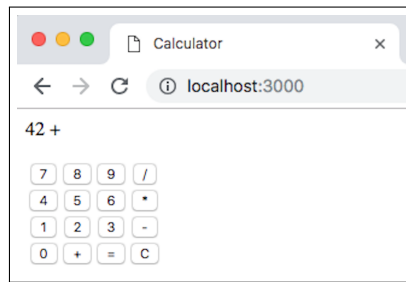 Calculator
localhost:3000
42 +
7 8 9 /
4 5 6 *
1 2 3 -
0 + = C